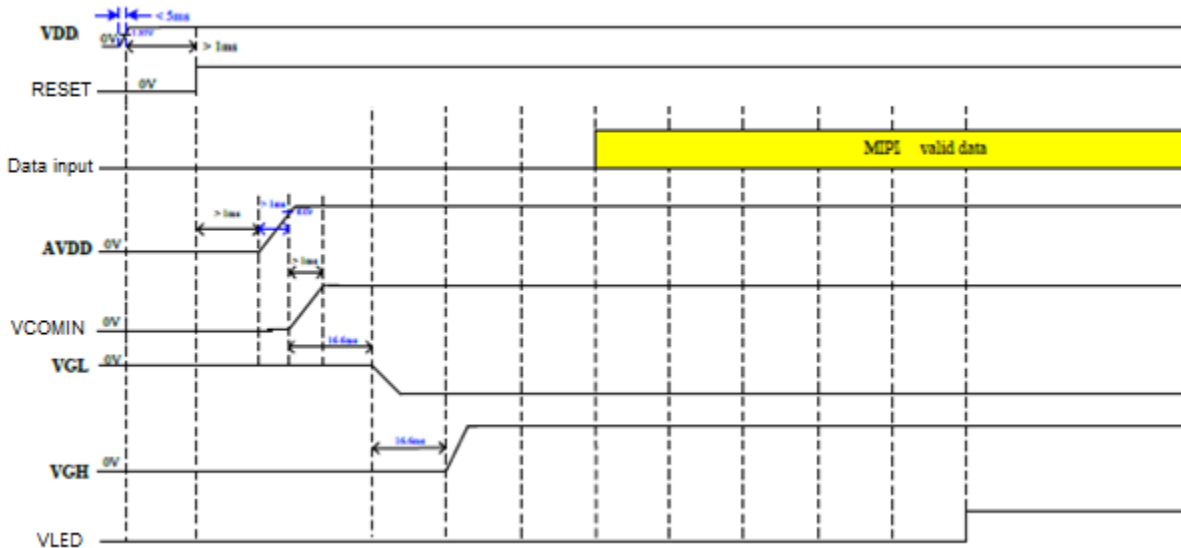 < 5ms
VDD 0V
> 1ms
RESET 0V
Data input MIPI valid data
> 1ms > 1ms
AVDD 0V
> 1ms
VCOMIN 0V
16.6ms
VGL 0V
16.6ms
VGH 0V
VLED